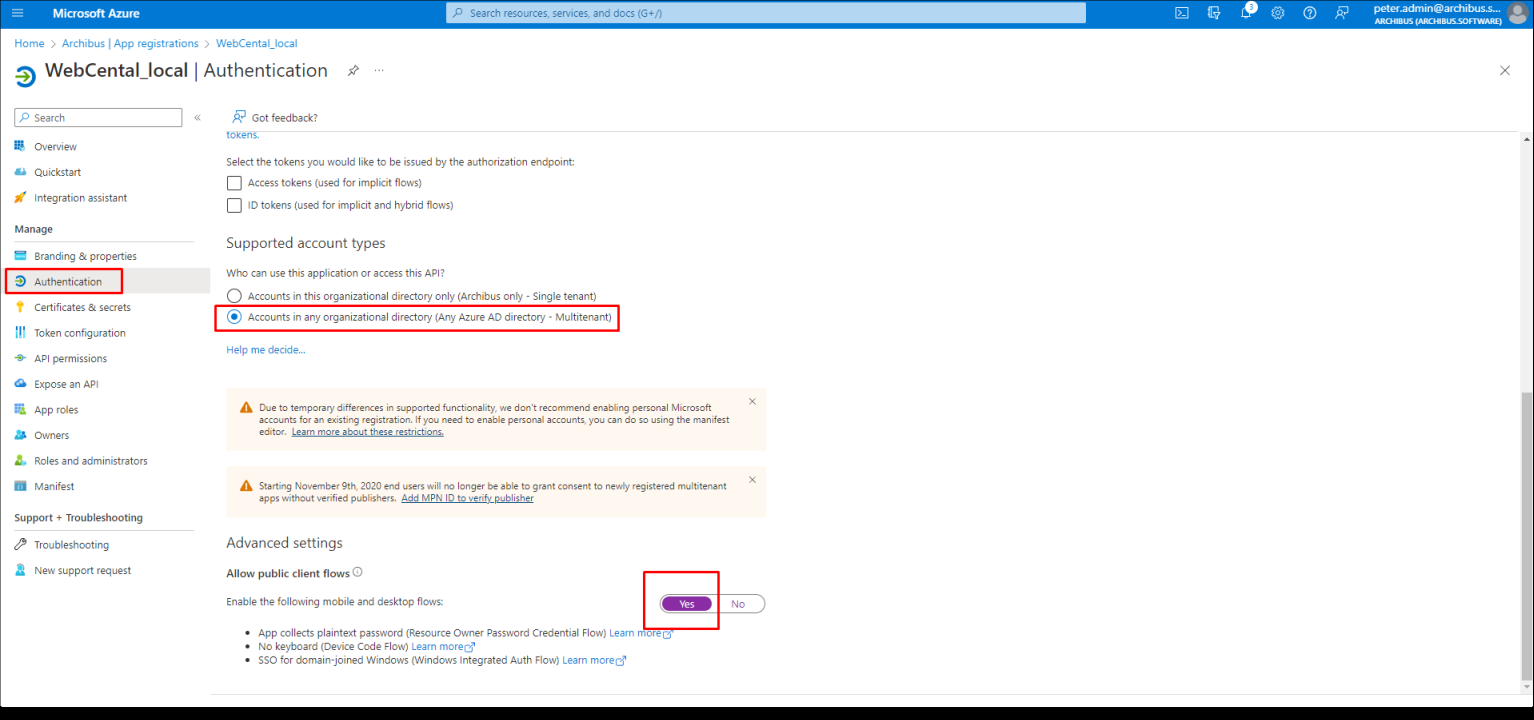 Microsoft Azure
Search resources, services, and docs (G+/)
3
peter.admin@archibus.s...
ARCHIBUS (ARCHIBUS.SOFTWARE)
Home > Archibus | App registrations > WebCental_local
WebCental_local | Authentication
Search
Got feedback?
tokens.
Overview
Quickstart
Integration assistant
Manage
Branding & properties
Authentication
Certificates & secrets
Token configuration
API permissions
Expose an API
App roles
Owners
Roles and administrators
Manifest
Support + Troubleshooting
Troubleshooting
New support request
Select the tokens you would like to be issued by the authorization endpoint:
Access tokens (used for implicit flows)
ID tokens (used for implicit and hybrid flows)
Supported account types
Who can use this application or access this API?
Accounts in this organizational directory only (Archibus only - Single tenant)
Accounts in any organizational directory (Any Azure AD directory - Multitenant)
Help me decide...
Due to temporary differences in supported functionality, we don't recommend enabling personal Microsoft
accounts for an existing registration. If you need to enable personal accounts, you can do so using the manifest
editor. Learn more about these restrictions.
Starting November 9th, 2020 end users will no longer be able to grant consent to newly registered multitenant
apps without verified publishers. Add MPN ID to verify publisher
Advanced settings
Allow public client flows
Enable the following mobile and desktop flows:
Yes No
• App collects plaintext password (Resource Owner Password Credential Flow) Learn more
• No keyboard (Device Code Flow) Learn more
• SSO for domain-joined Windows (Windows Integrated Auth Flow) Learn more